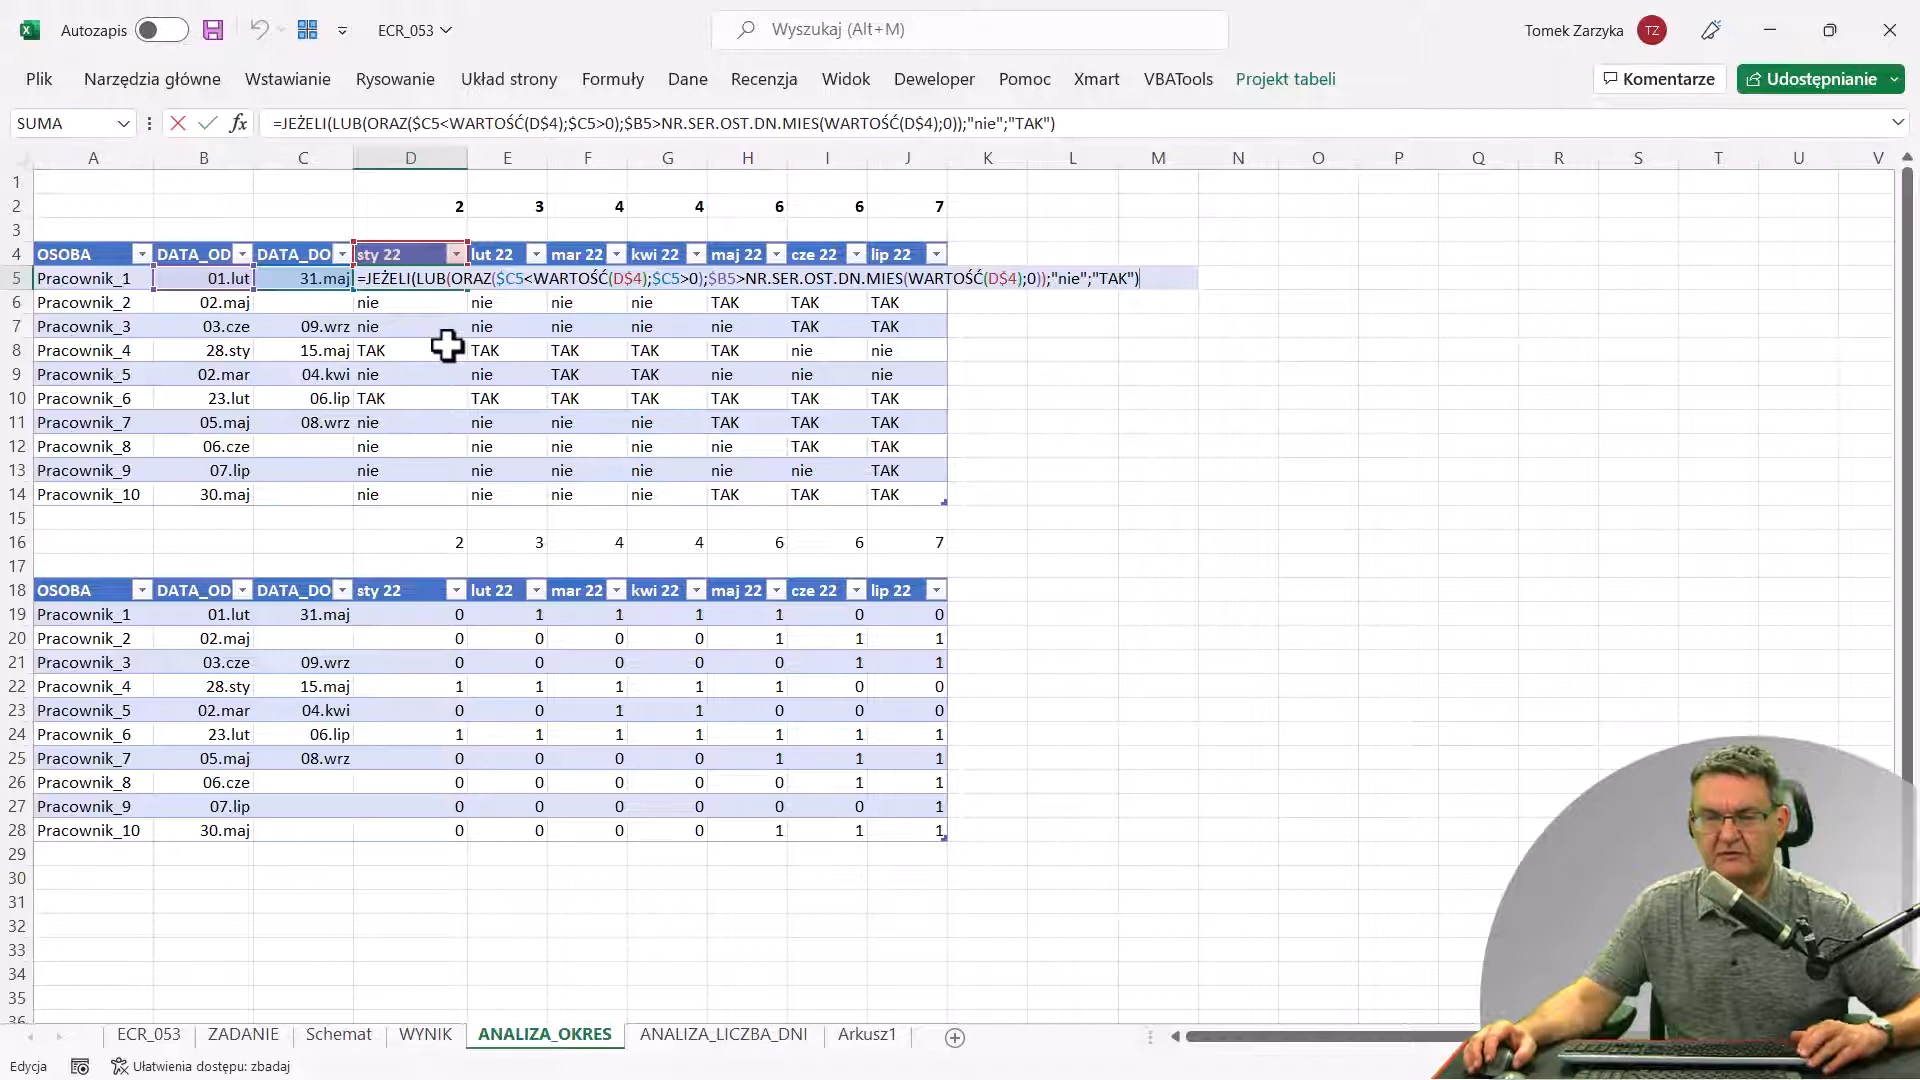 Autozapis ECR_053 Wyszukaj (Alt+M) Tomek Zarzyka TZ
Plik Narzędzia główne Wstawianie Rysowanie Układ strony Formuły Dane Recenzja Widok Deweloper Pomoc Xmart VBATools Projekt tabeli Komentarze Udostępnianie
SUMA fx =JEŻELI(LUB(ORAZ($C5<WARTOŚĆ(D$4);$C5>0);$B5>NR.SER.OST.DN.MIES(WARTOŚĆ(D$4);0));"nie";"TAK")
A B C D E F G H I J K L M N O P Q R S T U V
1
2 2 3 4 4 6 6 7
3
4 OSOBA DATA_OD DATA_DO sty 22 lut 22 mar 22 kwi 22 maj 22 cze 22 lip 22
5 Pracownik_1 01.lut 31.maj =JEŻELI(LUB(ORAZ($C5<WARTOŚĆ(D$4);$C5>0);$B5>NR.SER.OST.DN.MIES(WARTOŚĆ(D$4);0));"nie";"TAK")
6 Pracownik_2 02.maj nie nie nie nie TAK TAK TAK
7 Pracownik_3 03.cze 09.wrz nie nie nie nie nie TAK TAK
8 Pracownik_4 28.sty 15.maj TAK TAK TAK TAK TAK nie nie
9 Pracownik_5 02.mar 04.kwi nie nie TAK TAK nie nie nie
10 Pracownik_6 23.lut 06.lip TAK TAK TAK TAK TAK TAK TAK
11 Pracownik_7 05.maj 08.wrz nie nie nie nie TAK TAK TAK
12 Pracownik_8 06.cze nie nie nie nie nie TAK TAK
13 Pracownik_9 07.lip nie nie nie nie nie nie TAK
14 Pracownik_10 30.maj nie nie nie nie TAK TAK TAK
15
16 2 3 4 4 6 6 7
17
18 OSOBA DATA_OD DATA_DO sty 22 lut 22 mar 22 kwi 22 maj 22 cze 22 lip 22
19 Pracownik_1 01.lut 31.maj 0 1 1 1 1 0 0
20 Pracownik_2 02.maj 0 0 0 0 1 1 1
21 Pracownik_3 03.cze 09.wrz 0 0 0 0 0 1 1
22 Pracownik_4 28.sty 15.maj 1 1 1 1 1 0 0
23 Pracownik_5 02.mar 04.kwi 0 0 1 1 0 0 0
24 Pracownik_6 23.lut 06.lip 1 1 1 1 1 1 1
25 Pracownik_7 05.maj 08.wrz 0 0 0 0 1 1 1
26 Pracownik_8 06.cze 0 0 0 0 0 1 1
27 Pracownik_9 07.lip 0 0 0 0 0 0 1
28 Pracownik_10 30.maj 0 0 0 0 1 1 1
29
30
31
32
33
34
35
36
ECR_053 ZADANIE Schemat WYNIK ANALIZA_OKRES ANALIZA_LICZBA_DNI Arkusz1
Edycja Ułatwienia dostępu: zbadaj